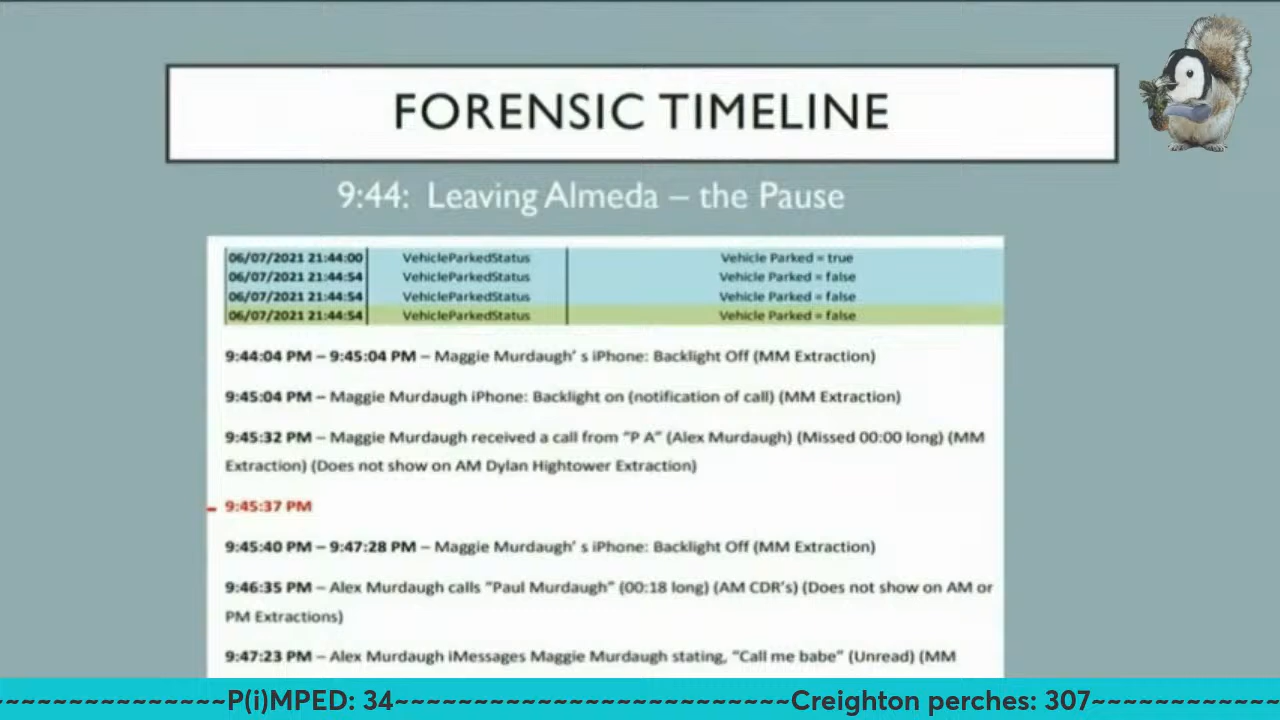 FORENSIC TIMELINE
9:44: Leaving Almeda – the Pause
06/07/2021 21:44:00 VehicleParkedStatus Vehicle Parked = true
06/07/2021 21:44:54 VehicleParkedStatus Vehicle Parked = false
06/07/2021 21:44:54 VehicleParkedStatus Vehicle Parked = false
06/07/2021 21:44:54 VehicleParkedStatus Vehicle Parked = false
9:44:04 PM – 9:45:04 PM – Maggie Murdaugh' s iPhone: Backlight Off (MM Extraction)
9:45:04 PM – Maggie Murdaugh iPhone: Backlight on (notification of call) (MM Extraction)
9:45:32 PM – Maggie Murdaugh received a call from "P A" (Alex Murdaugh) (Missed 00:00 long) (MM
Extraction) (Does not show on AM Dylan Hightower Extraction)
9:45:37 PM
9:45:40 PM – 9:47:28 PM – Maggie Murdaugh' s iPhone: Backlight Off (MM Extraction)
9:46:35 PM – Alex Murdaugh calls "Paul Murdaugh" (00:18 long) (AM CDR's) (Does not show on AM or
PM Extractions)
9:47:23 PM – Alex Murdaugh iMessages Maggie Murdaugh stating, "Call me babe" (Unread) (MM
~~~~~~~~~~~~~~~P(i)MPED: 34~~~~~~~~~~~~~~~~~~~~~~~~~~Creighton perches: 307~~~~~~~~~~~~